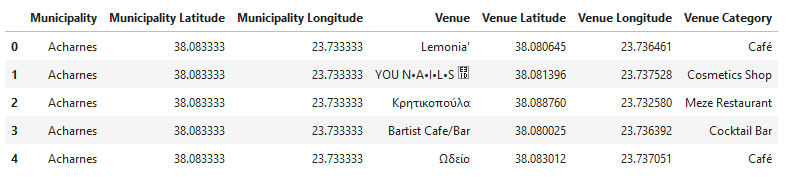 Municipality Municipality Latitude Municipality Longitude Venue Venue Latitude Venue Longitude Venue Category
0 Acharnes 38.083333 23.733333 Lemonia' 38.080645 23.736461 Café
1 Acharnes 38.083333 23.733333 YOU N•A•I•L•S 38.081396 23.737528 Cosmetics Shop
2 Acharnes 38.083333 23.733333 Κρητικοπούλα 38.088760 23.732580 Meze Restaurant
3 Acharnes 38.083333 23.733333 Bartist Cafe/Bar 38.080025 23.736392 Cocktail Bar
4 Acharnes 38.083333 23.733333 Ωδείο 38.083012 23.737051 Café